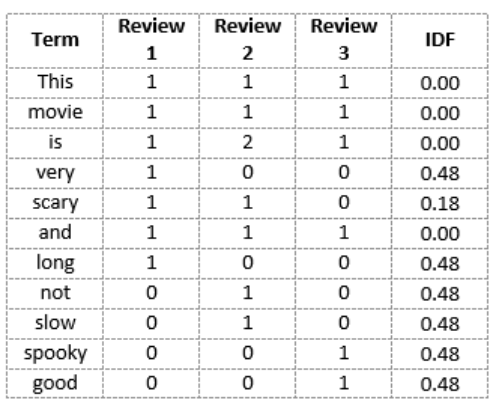 Term Review 1 Review 2 Review 3 IDF
This 1 1 1 0.00
movie 1 1 1 0.00
is 1 2 1 0.00
very 1 0 0 0.48
scary 1 1 0 0.18
and 1 1 1 0.00
long 1 0 0 0.48
not 0 1 0 0.48
slow 0 1 0 0.48
spooky 0 0 1 0.48
good 0 0 1 0.48